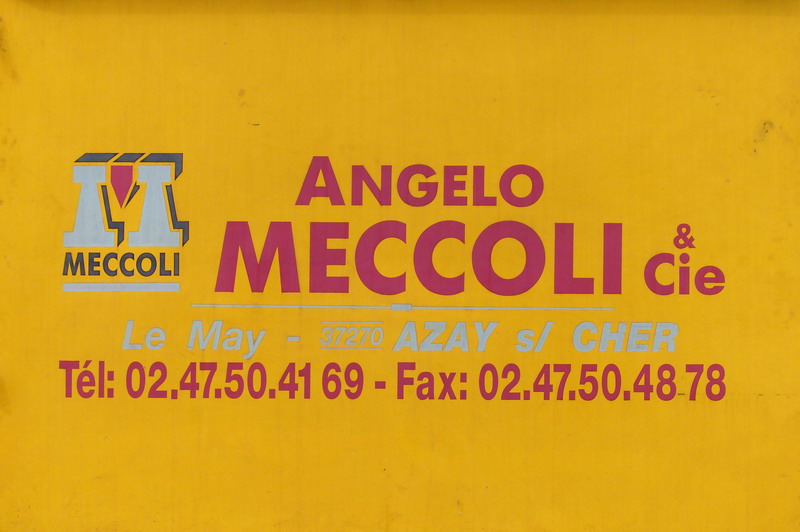 MECCOLI
ANGELO
MECCOLI & Cie
Le May - 37270 AZAY s/ CHER
Tél: 02.47.50.41 69 - Fax: 02.47.50.48 78